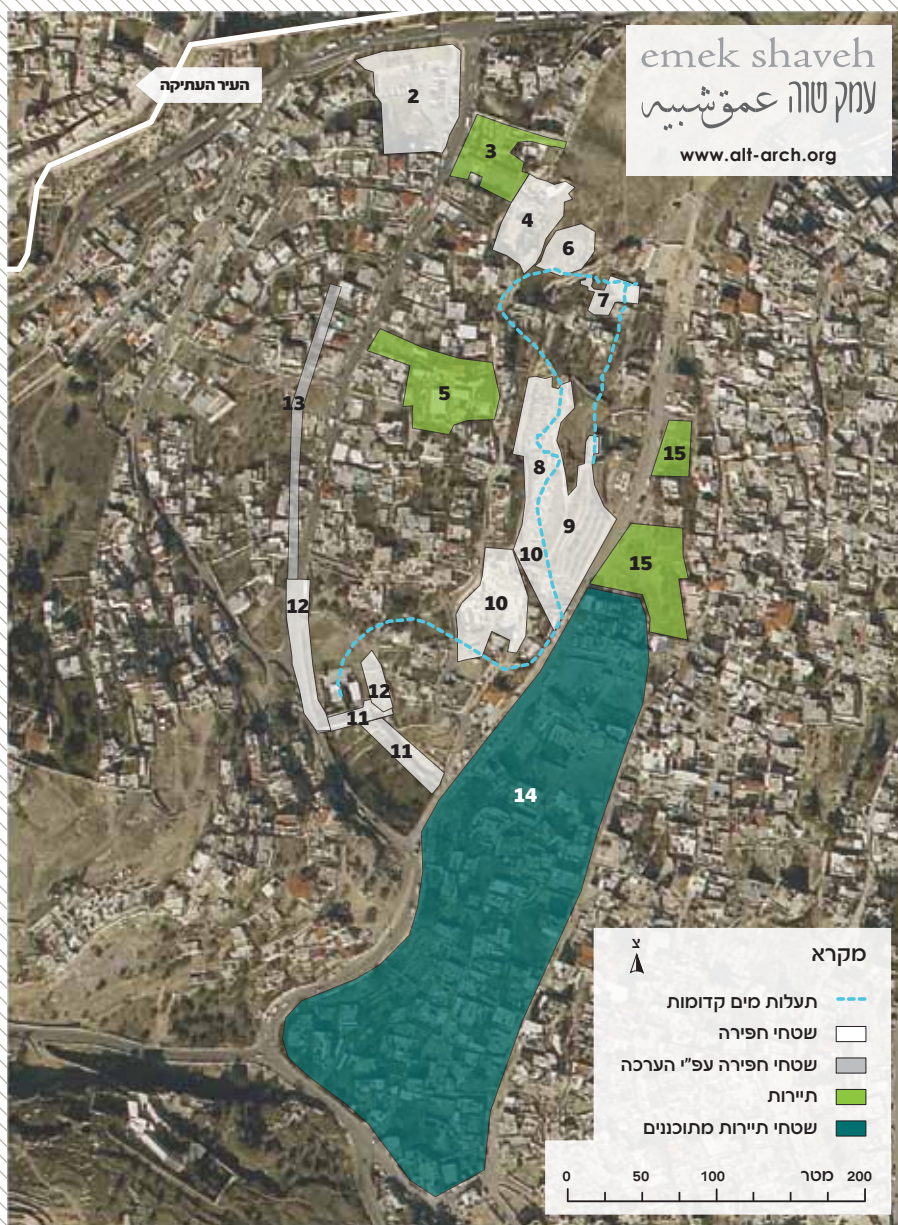 emek shaveh
עמק שווה عمق شبيه
www.alt-arch.org
העיר העתיקה
2
3
4
6
7
5
13
8
15
9
10
15
12
10
12
11
11
14
צ
מקרא
תעלות מים קדומות
שטחי חפירה
שטחי חפירה עפ״י הערכה
תיירות
שטחי תיירות מתוכננים
0 50 100 מטר 200